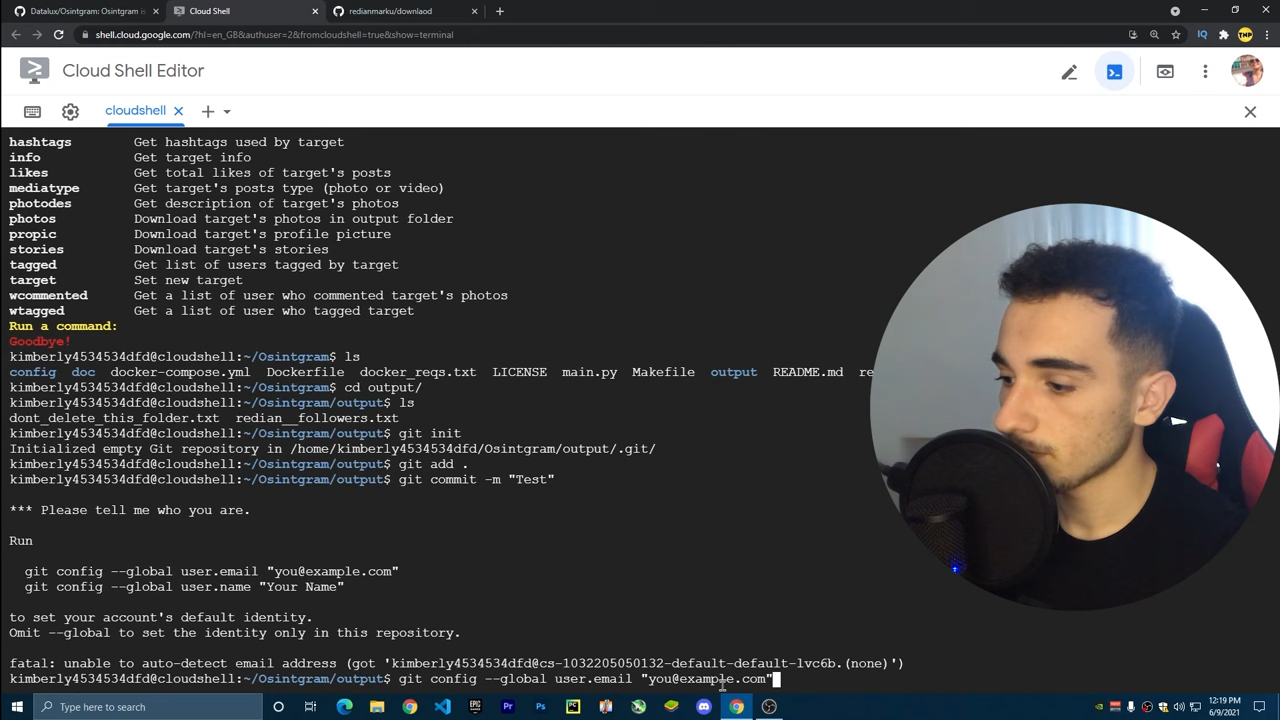 Datalux/Osintgram: Osintgram is
Cloud Shell
redianmarku/downlaod
shell.cloud.google.com/?hl=en_GB&authuser=2&fromcloudshell=true&show=terminal
IQ
TNP
Cloud Shell Editor
cloudshell
hashtags Get hashtags used by target
info Get target info
likes Get total likes of target's posts
mediatype Get target's posts type (photo or video)
photodes Get description of target's photos
photos Download target's photos in output folder
propic Download target's profile picture
stories Download target's stories
tagged Get list of users tagged by target
target Set new target
wcommented Get a list of user who commented target's photos
wtagged Get a list of user who tagged target
Run a command:
Goodbye!
kimberly4534534dfd@cloudshell:~/Osintgram$ ls
config doc docker-compose.yml Dockerfile docker_reqs.txt LICENSE main.py Makefile output README.md re
kimberly4534534dfd@cloudshell:~/Osintgram$ cd output/
kimberly4534534dfd@cloudshell:~/Osintgram/output$ ls
dont_delete_this_folder.txt redian__followers.txt
kimberly4534534dfd@cloudshell:~/Osintgram/output$ git init
Initialized empty Git repository in /home/kimberly4534534dfd/Osintgram/output/.git/
kimberly4534534dfd@cloudshell:~/Osintgram/output$ git add .
kimberly4534534dfd@cloudshell:~/Osintgram/output$ git commit -m "Test"
*** Please tell me who you are.
Run
git config --global user.email "you@example.com"
git config --global user.name "Your Name"
to set your account's default identity.
Omit --global to set the identity only in this repository.
fatal: unable to auto-detect email address (got 'kimberly4534534dfd@cs-1032205050132-default-default-lvc6b.(none)')
kimberly4534534dfd@cloudshell:~/Osintgram/output$ git config --global user.email "you@example.com"
Type here to search
12:19 PM
6/9/2021